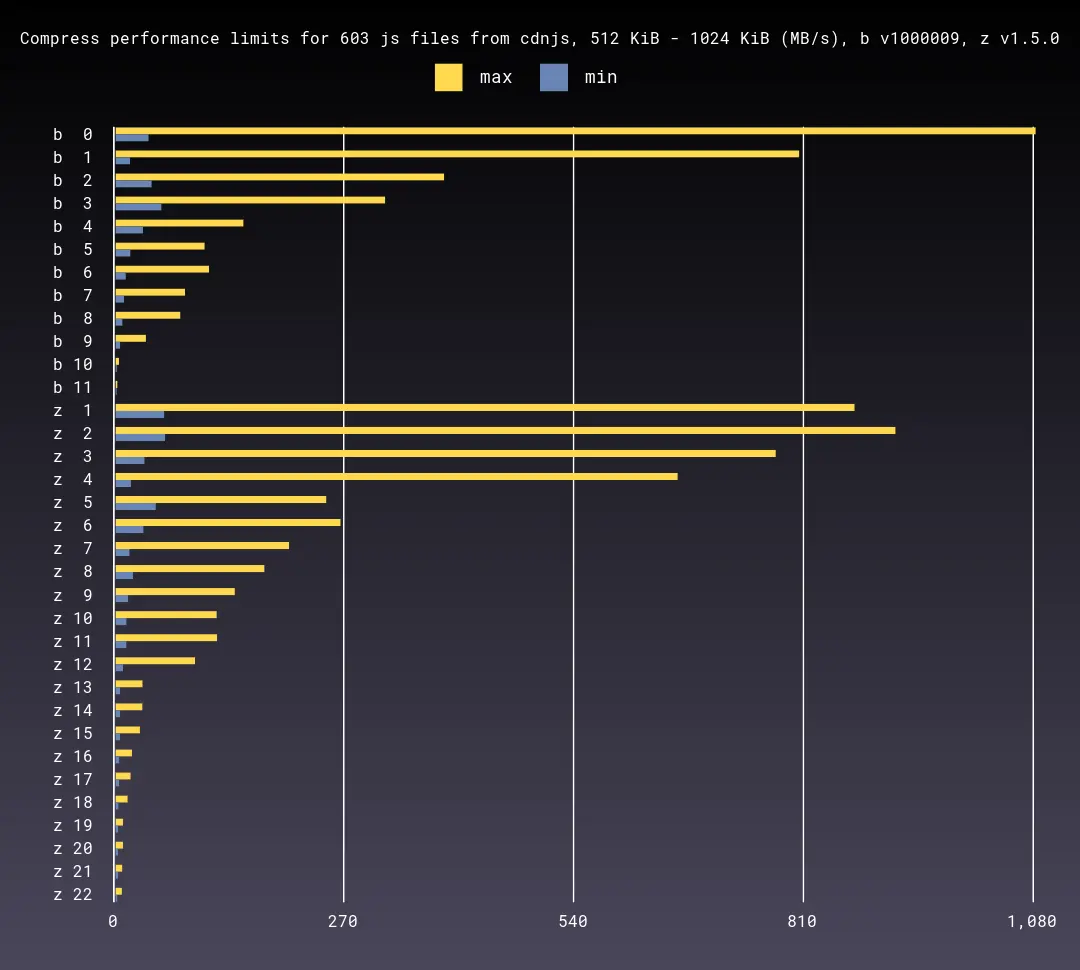 Compress performance limits for 603 js files from cdnjs, 512 KiB - 1024 KiB (MB/s), b v1000009, z v1.5.0
max min
b 0
b 1
b 2
b 3
b 4
b 5
b 6
b 7
b 8
b 9
b 10
b 11
z 1
z 2
z 3
z 4
z 5
z 6
z 7
z 8
z 9
z 10
z 11
z 12
z 13
z 14
z 15
z 16
z 17
z 18
z 19
z 20
z 21
z 22
0 270 540 810 1,080